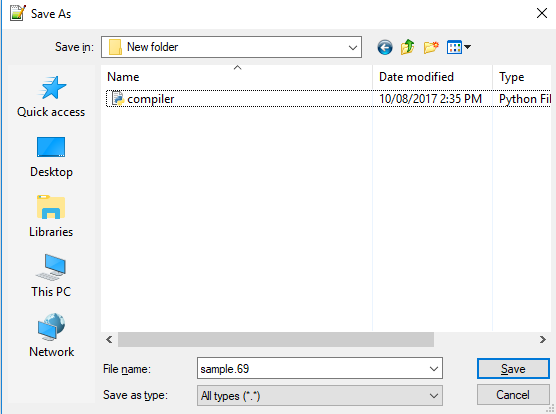 Save As
Save in: New folder
Name Date modified Type
compiler 10/08/2017 2:35 PM Python Fil
Quick access
Desktop
Libraries
This PC
Network
File name: sample.69 Save
Save as type: All types (*.*) Cancel